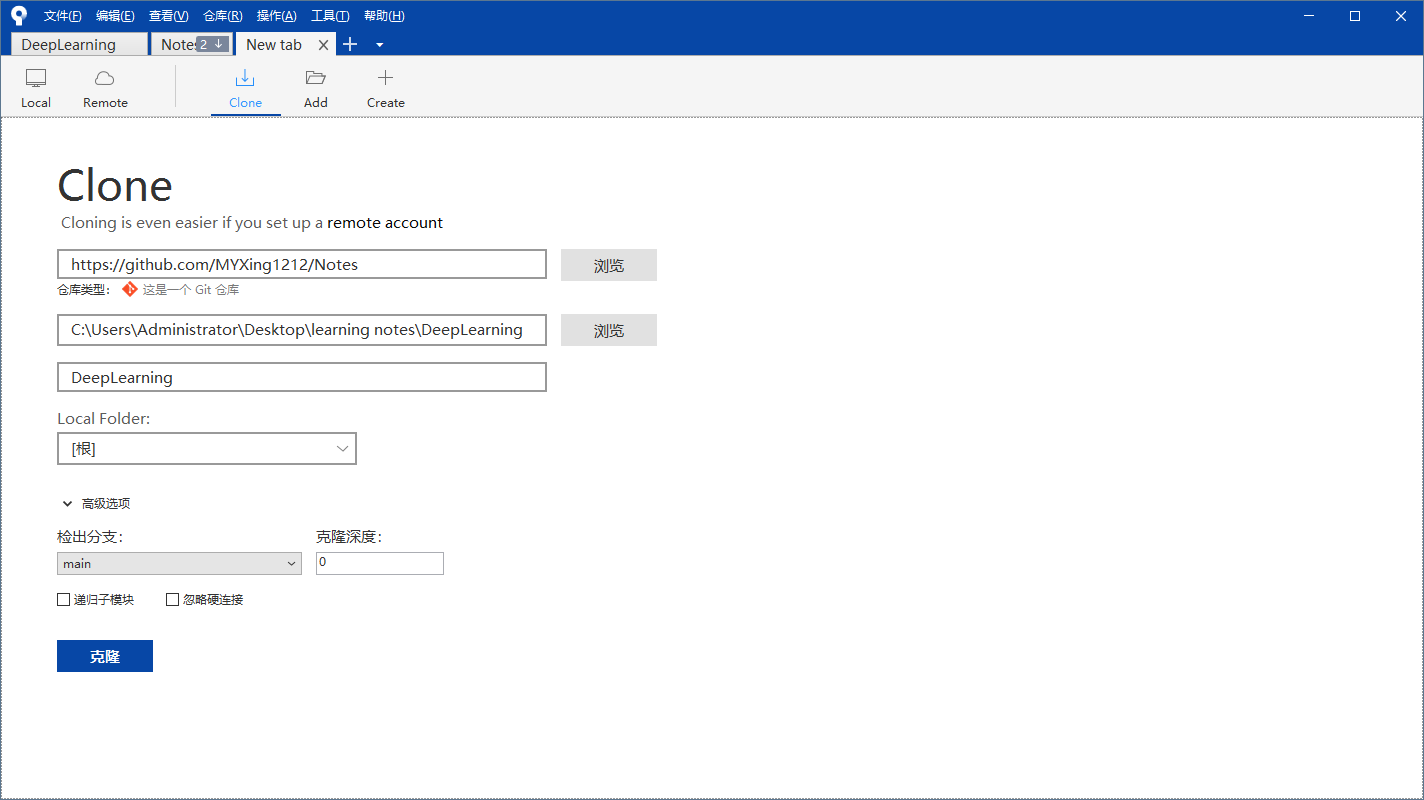 文件(F) 编辑(E) 查看(V) 仓库(R) 操作(A) 工具(T) 帮助(H)
DeepLearning Notes 2 New tab
Local Remote Clone Add Create
Clone
Cloning is even easier if you set up a remote account
https://github.com/MYXing1212/Notes 浏览
仓库类型: 这是一个 Git 仓库
C:\Users\Administrator\Desktop\learning notes\DeepLearning 浏览
DeepLearning
Local Folder:
[根]
高级选项
检出分支: 克隆深度:
main 0
递归子模块 忽略硬连接
克隆